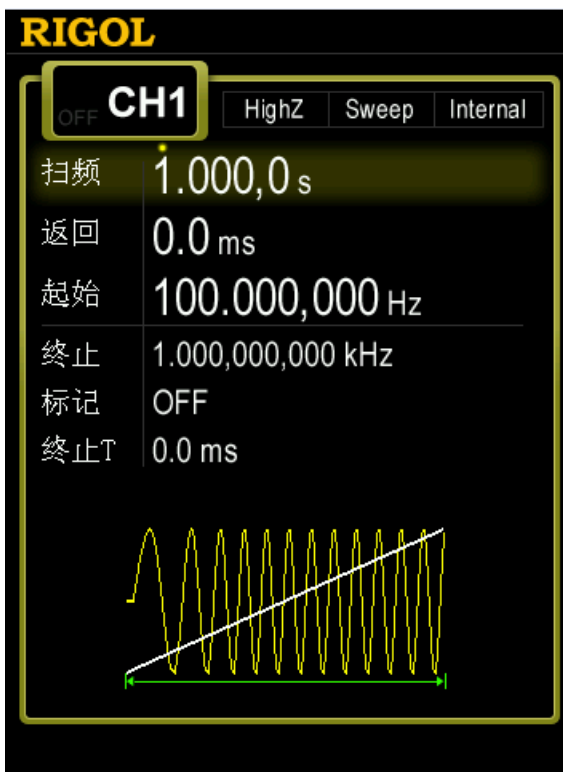 RIGOL
OFF CH1 HighZ Sweep Internal
扫频 1.000,0 s
返回 0.0 ms
起始 100.000,000 Hz
终止 1.000,000,000 kHz
标记 OFF
终止T 0.0 ms